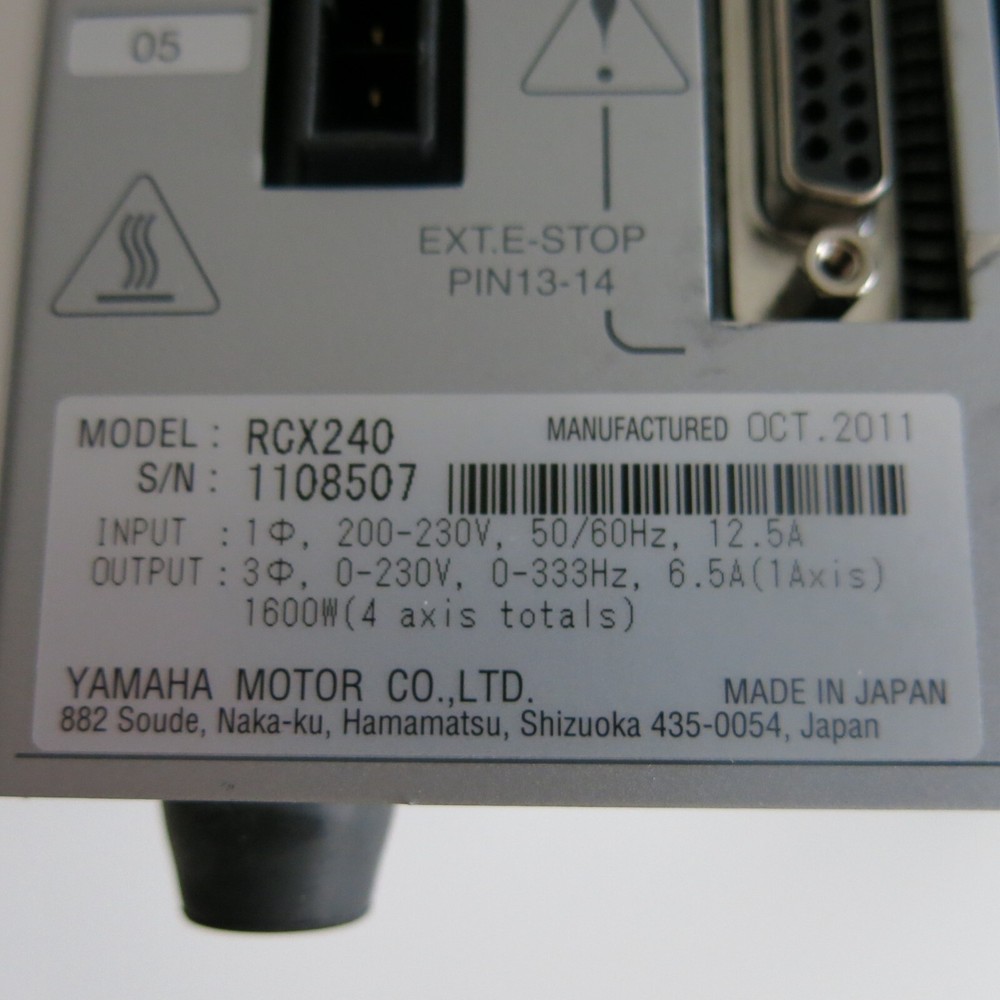 05
EXT.E-STOP
PIN13-14
MODEL : RCX240
MANUFACTURED OCT.2011
S/N : 1108507
INPUT : 1Φ, 200-230V, 50/60Hz, 12.5A
OUTPUT : 3Φ, 0-230V, 0-333Hz, 6.5A(1Axis)
1600W(4 axis totals)
YAMAHA MOTOR CO.,LTD.
MADE IN JAPAN
882 Soude, Naka-ku, Hamamatsu, Shizuoka 435-0054, Japan